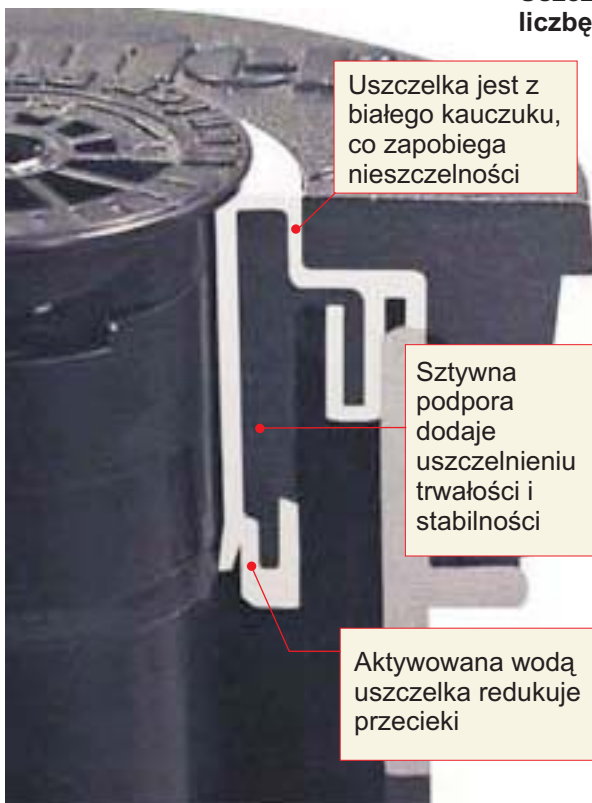 liczbę
Uszczelka jest z
białego kauczuku,
co zapobiega
nieszczelności
Sztywna
podpora
dodaje
uszczelnieniu
trwałości i
stabilności
Aktywowana wodą
uszczelka redukuje
przecieki